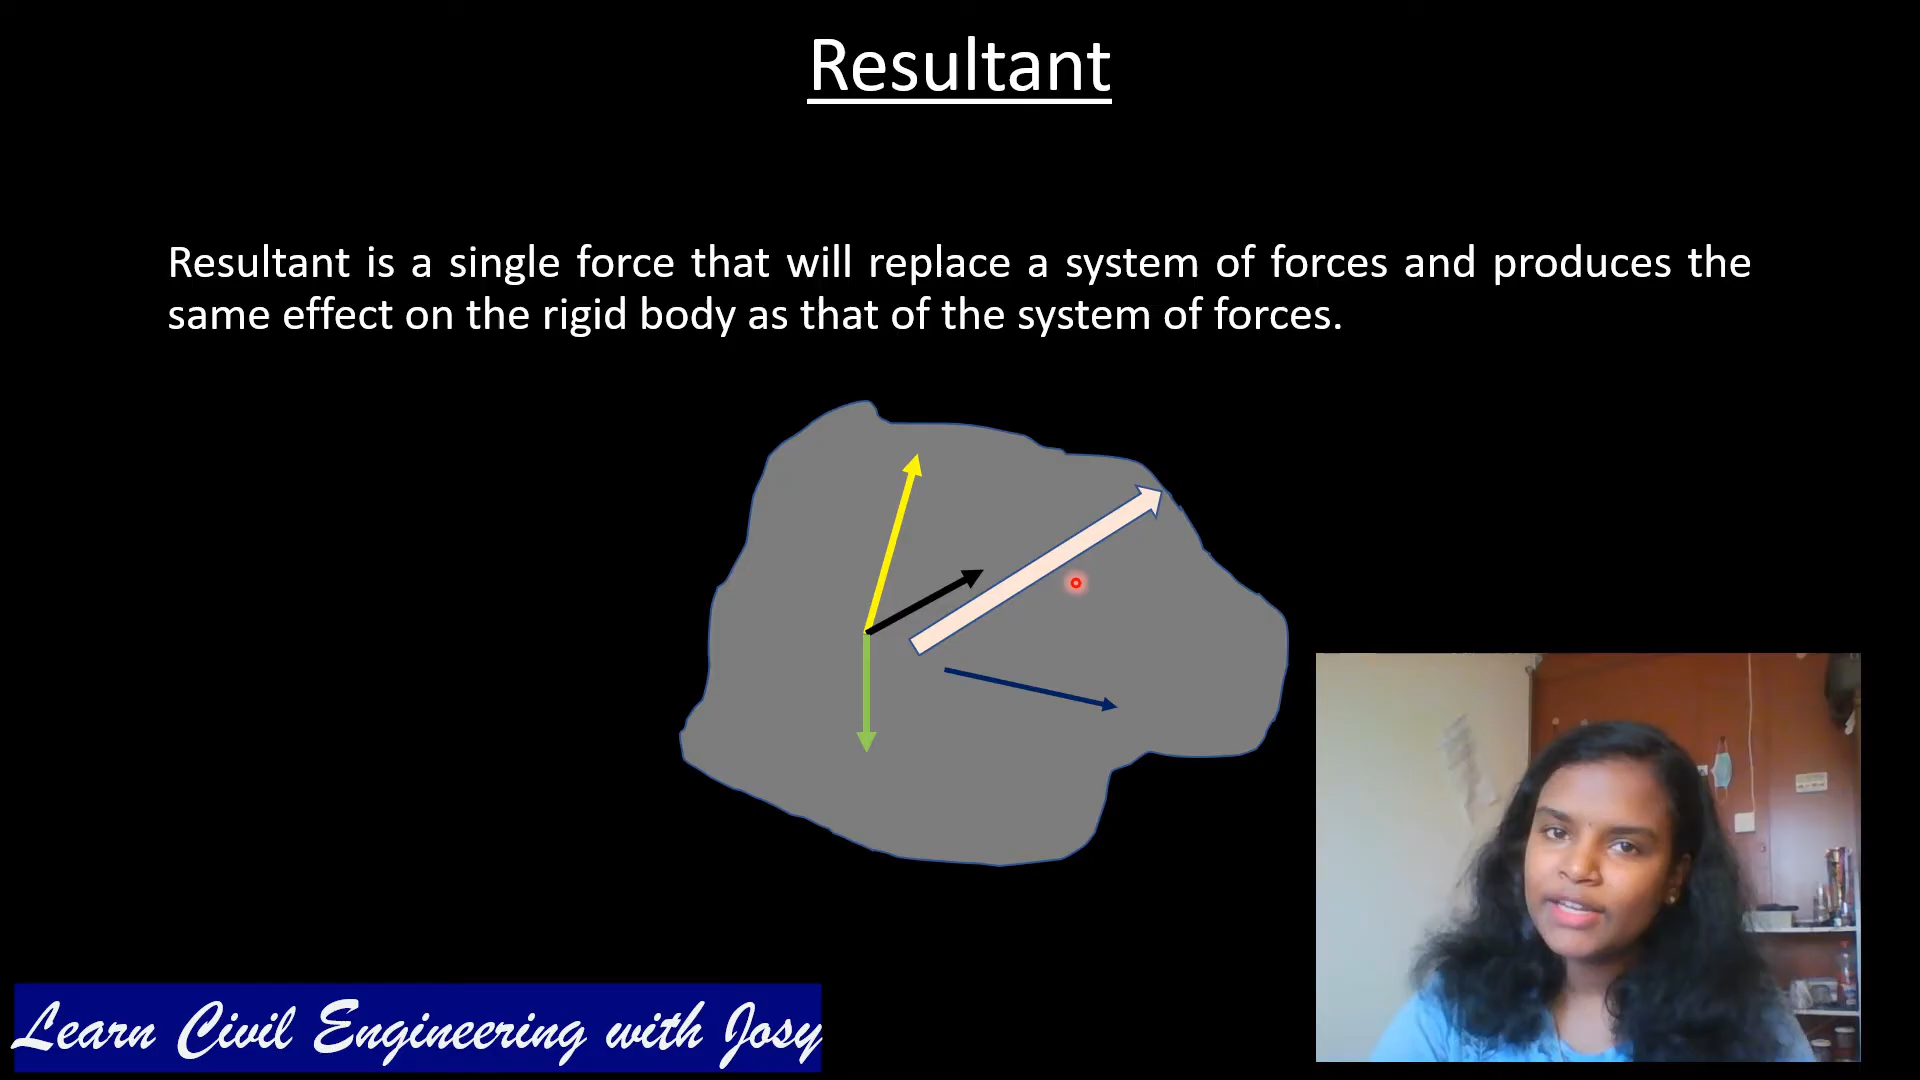 Resultant
Resultant is a single force that will replace a system of forces and produces the
same effect on the rigid body as that of the system of forces.
Learn Civil Engineering with Josy